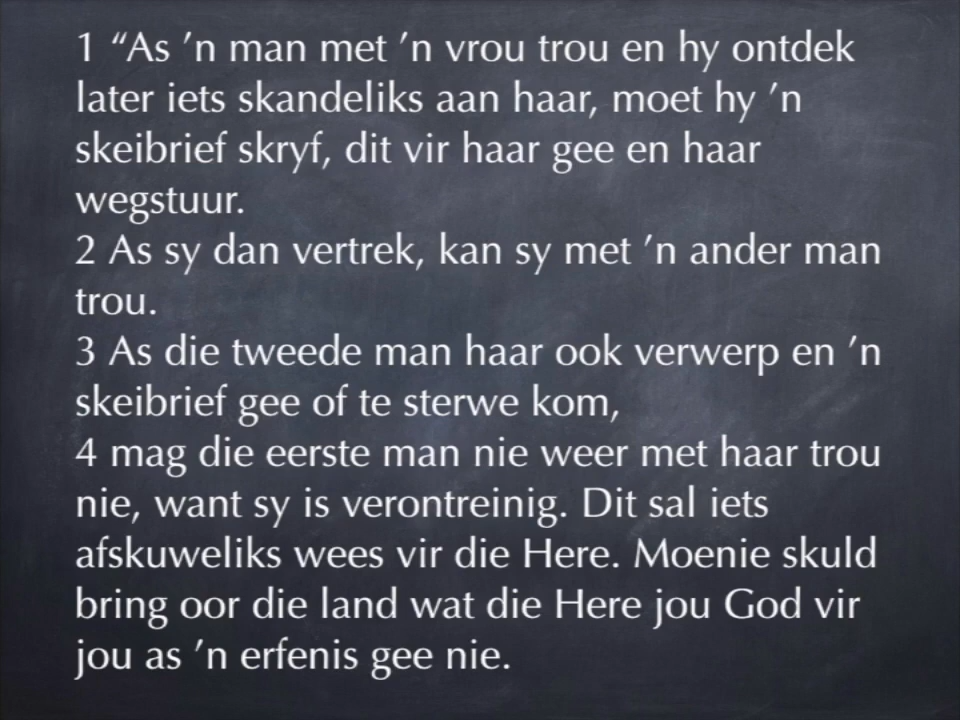 1 “As ’n man met ’n vrou trou en hy ontdek
later iets skandeliks aan haar, moet hy ’n
skeibrief skryf, dit vir haar gee en haar
wegstuur.
2 As sy dan vertrek, kan sy met ’n ander man
trou.
3 As die tweede man haar ook verwerp en ’n
skeibrief gee of te sterwe kom,
4 mag die eerste man nie weer met haar trou
nie, want sy is verontreinig. Dit sal iets
afskuweliks wees vir die Here. Moenie skuld
bring oor die land wat die Here jou God vir
jou as ’n erfenis gee nie.